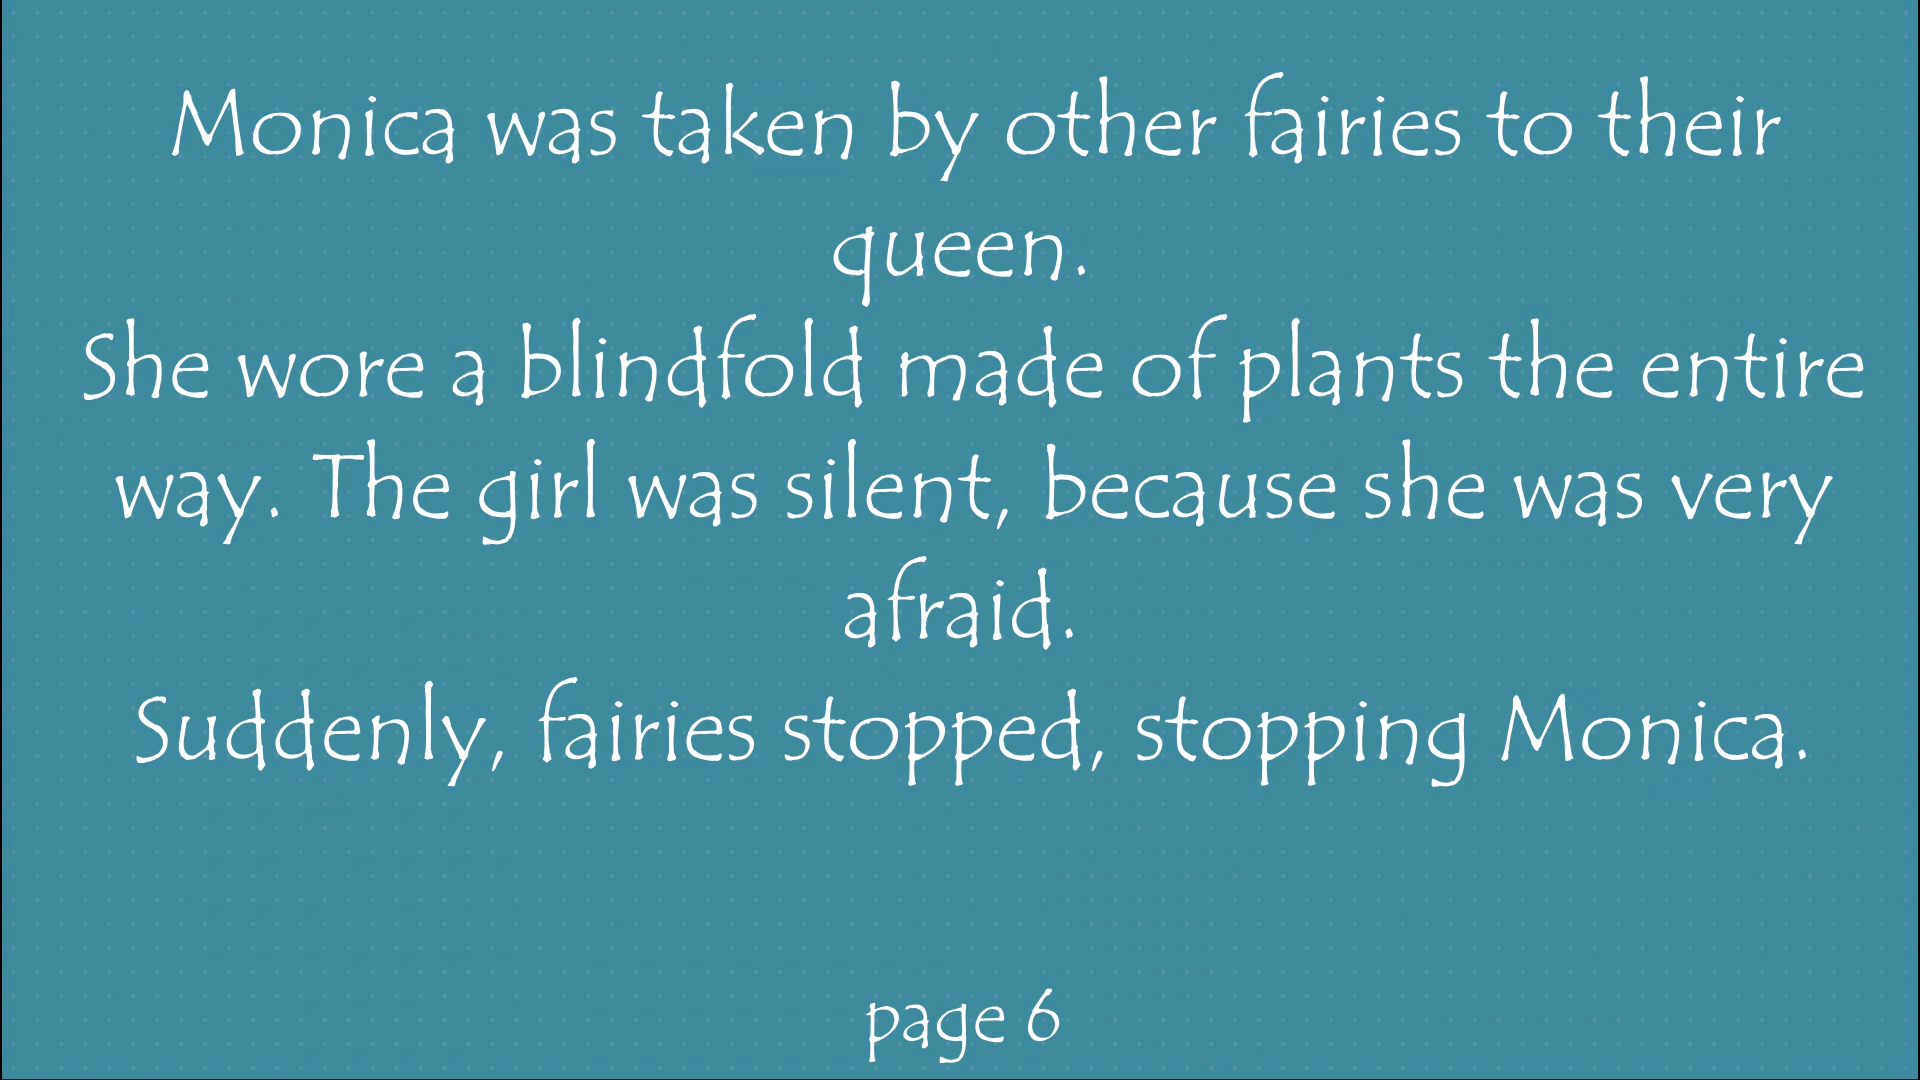 Monica was taken by other fairies to their
queen.
She wore a blindfold made of plants the entire
way. The girl was silent, because she was very
afraid.
Suddenly, fairies stopped, stopping Monica.
page 6